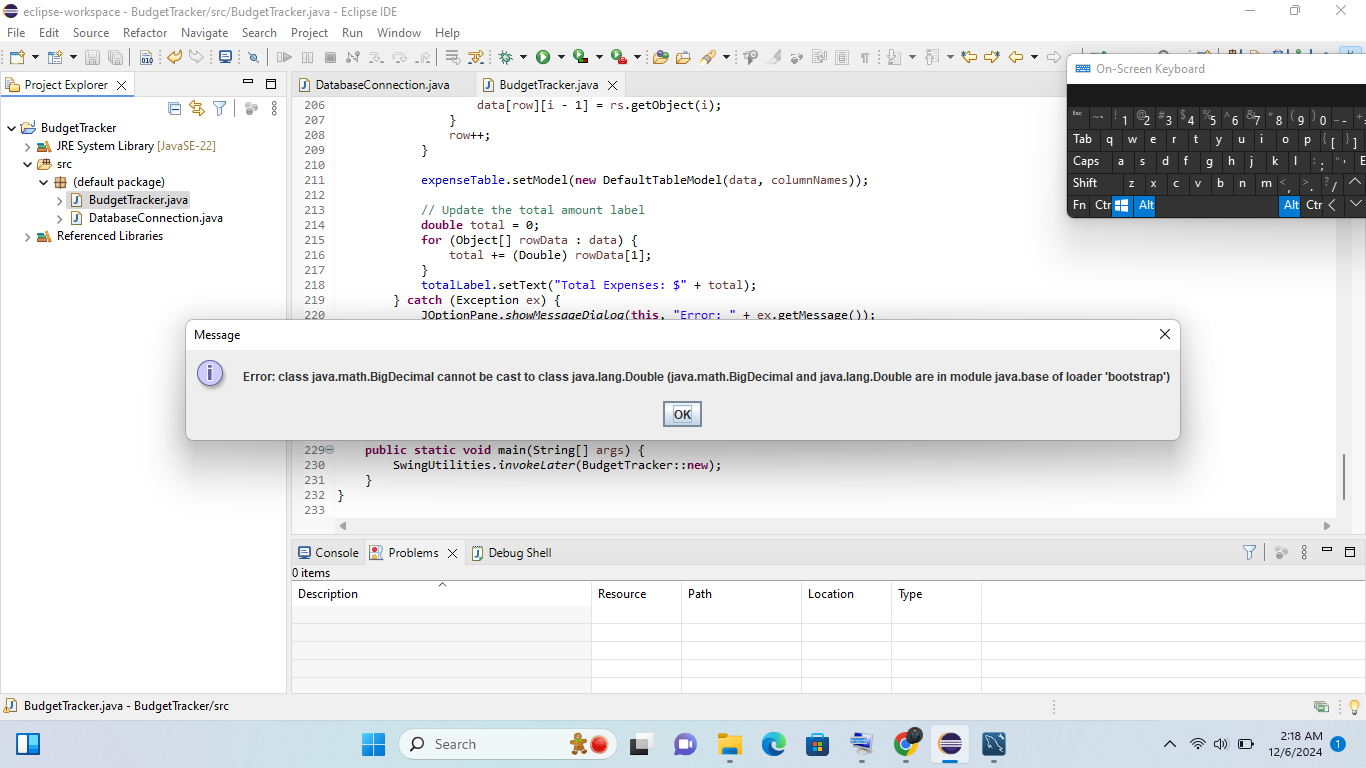 eclipse-workspace - BudgetTracker/src/BudgetTracker.java - Eclipse IDE
File Edit Source Refactor Navigate Search Project Run Window Help
Project Explorer
BudgetTracker
JRE System Library [JavaSE-22]
src
(default package)
BudgetTracker.java
DatabaseConnection.java
Referenced Libraries
DatabaseConnection.java BudgetTracker.java
206 data[row][i - 1] = rs.getObject(i);
207 }
208 row++;
209 }
210
211 expenseTable.setModel(new DefaultTableModel(data, columnNames));
212
213 // Update the total amount label
214 double total = 0;
215 for (Object[] rowData : data) {
216 total += (Double) rowData[1];
217 }
218 totalLabel.setText("Total Expenses: $" + total);
219 } catch (Exception ex) {
220 JOptionPane.showMessageDialog(this, "Error: " + ex.getMessage());
On-Screen Keyboard
Esc ~ ` ! 1 @ 2 # 3 $ 4 % 5 ^ 6 & 7 * 8 ( 9 ) 0 _ -
Tab q w e r t y u i o p { [ } ]
Caps a s d f g h j k l : ; " ' E
Shift z x c v b n m < , > . ? /
Fn Ctr Alt Alt Ctr
Message
Error: class java.math.BigDecimal cannot be cast to class java.lang.Double (java.math.BigDecimal and java.lang.Double are in module java.base of loader 'bootstrap')
OK
229 public static void main(String[] args) {
230 SwingUtilities.invokeLater(BudgetTracker::new);
231 }
232 }
233
Console Problems Debug Shell
0 items
Description Resource Path Location Type
BudgetTracker.java - BudgetTracker/src
Search
2:18 AM
12/6/2024
1